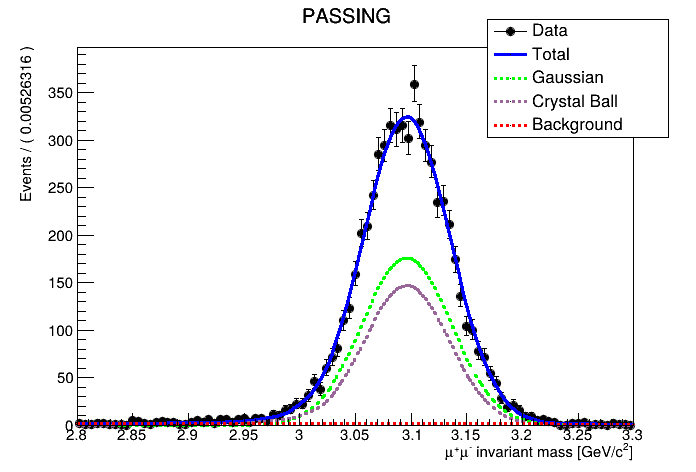 PASSING
Data
Total
Gaussian
Crystal Ball
Background
Events / ( 0.00526316 )
350
300
250
200
150
100
50
0
2.8 2.85 2.9 2.95 3 3.05 3.1 3.15 3.2 3.25 3.3
μ⁺μ⁻ invariant mass [GeV/c²]